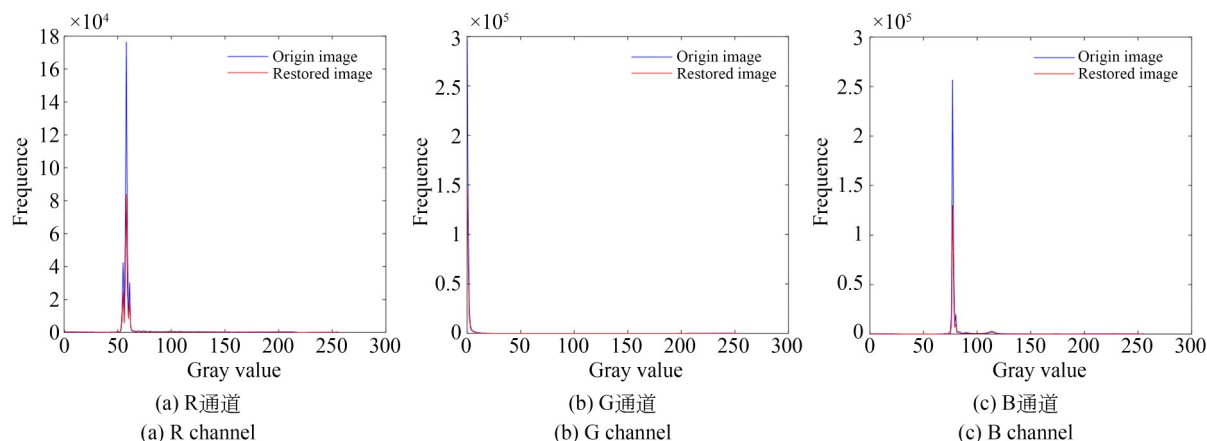 ×10⁴
18
16
14
12
10
8
6
4
2
0
Frequence
Origin image
Restored image
0 50 100 150 200 250 300
Gray value
(a) R通道
(a) R channel
×10⁵
3
2.5
2
1.5
1
0.5
0
Frequence
Origin image
Restored image
0 50 100 150 200 250 300
Gray value
(b) G通道
(b) G channel
×10⁵
3
2.5
2
1.5
1
0.5
0
Frequence
Origin image
Restored image
0 50 100 150 200 250 300
Gray value
(c) B通道
(c) B channel